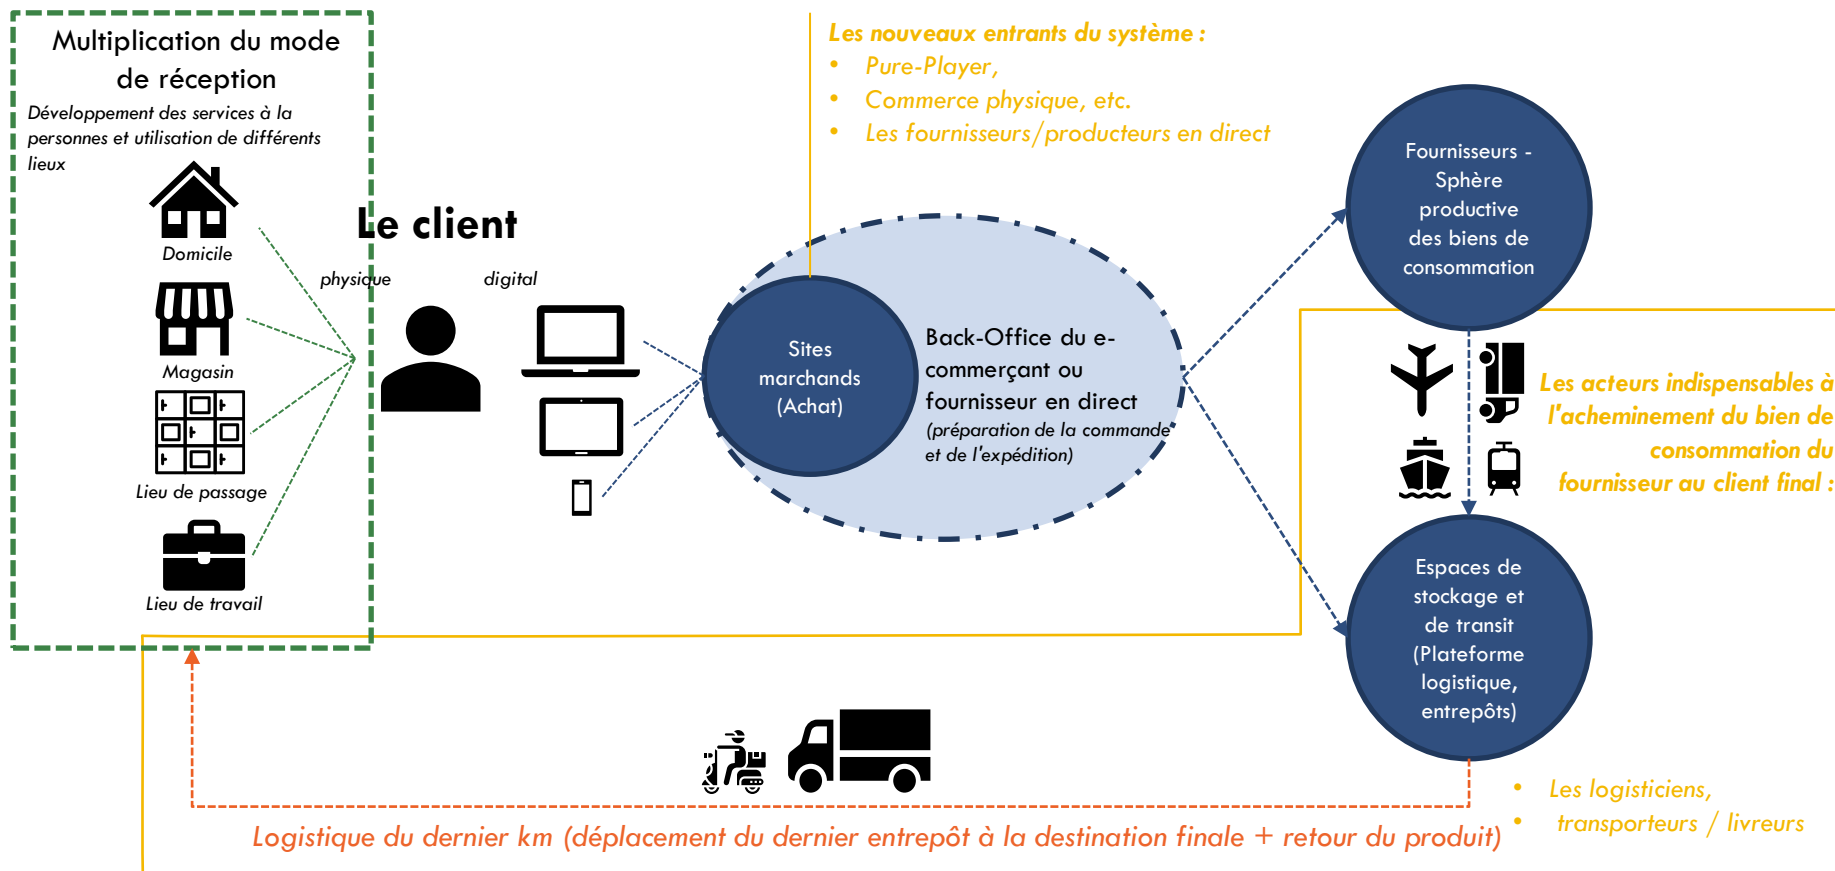 Multiplication du mode
de réception
Développement des services à la
personnes et utilisation de différents
lieux
Domicile
Magasin
Lieu de passage
Lieu de travail
Le client
physique
digital
Les nouveaux entrants du système :
• Pure-Player,
• Commerce physique, etc.
• Les fournisseurs/producteurs en direct
Sites
marchands
(Achat)
Back-Office du e-
commerçant ou
fournisseur en direct
(préparation de la commande
et de l'expédition)
Fournisseurs -
Sphère
productive
des biens de
consommation
Les acteurs indispensables à
l'acheminement du bien de
consommation du
fournisseur au client final :
Espaces de
stockage et
de transit
(Plateforme
logistique,
entrepôts)
• Les logisticiens,
• transporteurs / livreurs
Logistique du dernier km (déplacement du dernier entrepôt à la destination finale + retour du produit)